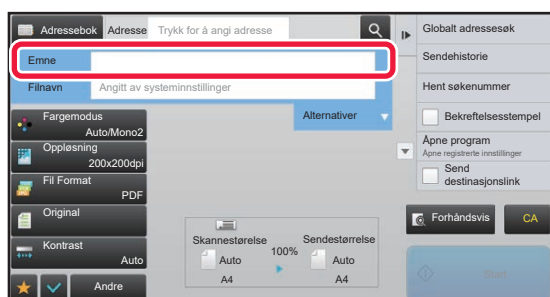 Adressebok Adresse Trykk for å angi adresse
Emne
Filnavn Angitt av systeminnstillinger
Alternativer
Fargemodus
Auto/Mono2
Oppløsning
200x200dpi
Fil Format
PDF
Original
Kontrast
Auto
Andre
Skannestørelse
100%
Sendestørrelse
Auto
Auto
A4
A4
Globalt adressesøk
Sendehistorie
Hent søkenummer
Bekreftelsesstempel
Åpne program
Åpne registrerte innstillinger
Send
destinasjonslink
Forhåndsvis
CA
Start